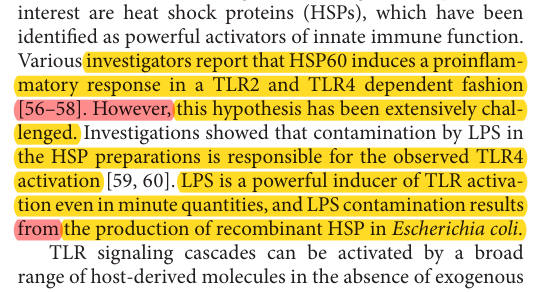 interest are heat shock proteins (HSPs), which have been
identified as powerful activators of innate immune function.
Various investigators report that HSP60 induces a proinflam-
matory response in a TLR2 and TLR4 dependent fashion
[56–58]. However, this hypothesis has been extensively chal-
lenged. Investigations showed that contamination by LPS in
the HSP preparations is responsible for the observed TLR4
activation [59, 60]. LPS is a powerful inducer of TLR activa-
tion even in minute quantities, and LPS contamination results
from the production of recombinant HSP in Escherichia coli.
TLR signaling cascades can be activated by a broad
range of host-derived molecules in the absence of exogenous